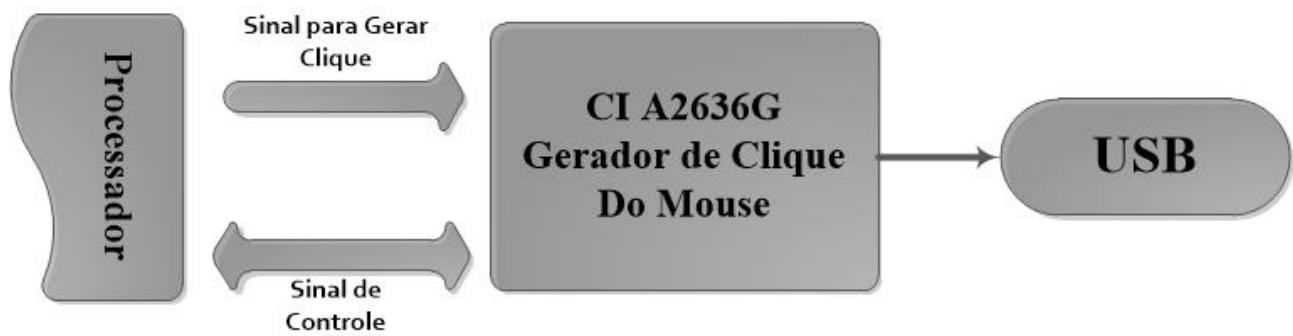 Processador
Sinal para Gerar
Clique
Sinal de
Controle
CI A2636G
Gerador de Clique
Do Mouse
USB